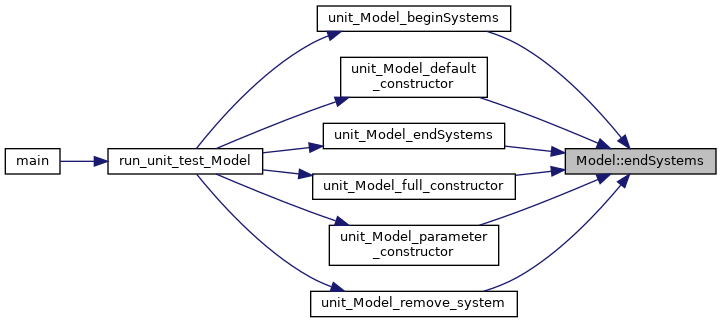 unit_Model_beginSystems
unit_Model_default
_constructor
unit_Model_endSystems
main
run_unit_test_Model
Model::endSystems
unit_Model_full_constructor
unit_Model_parameter
_constructor
unit_Model_remove_system